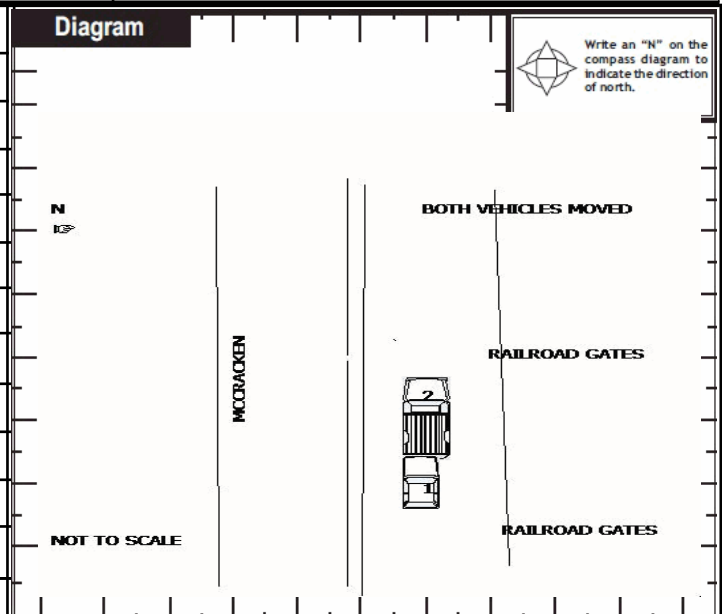 Diagram
Write an “N” on the
compass diagram to
indicate the direction
of north.
N
BOTH VEHICLES MOVED
MCCRACKEN
RAILROAD GATES
2
1
RAILROAD GATES
NOT TO SCALE